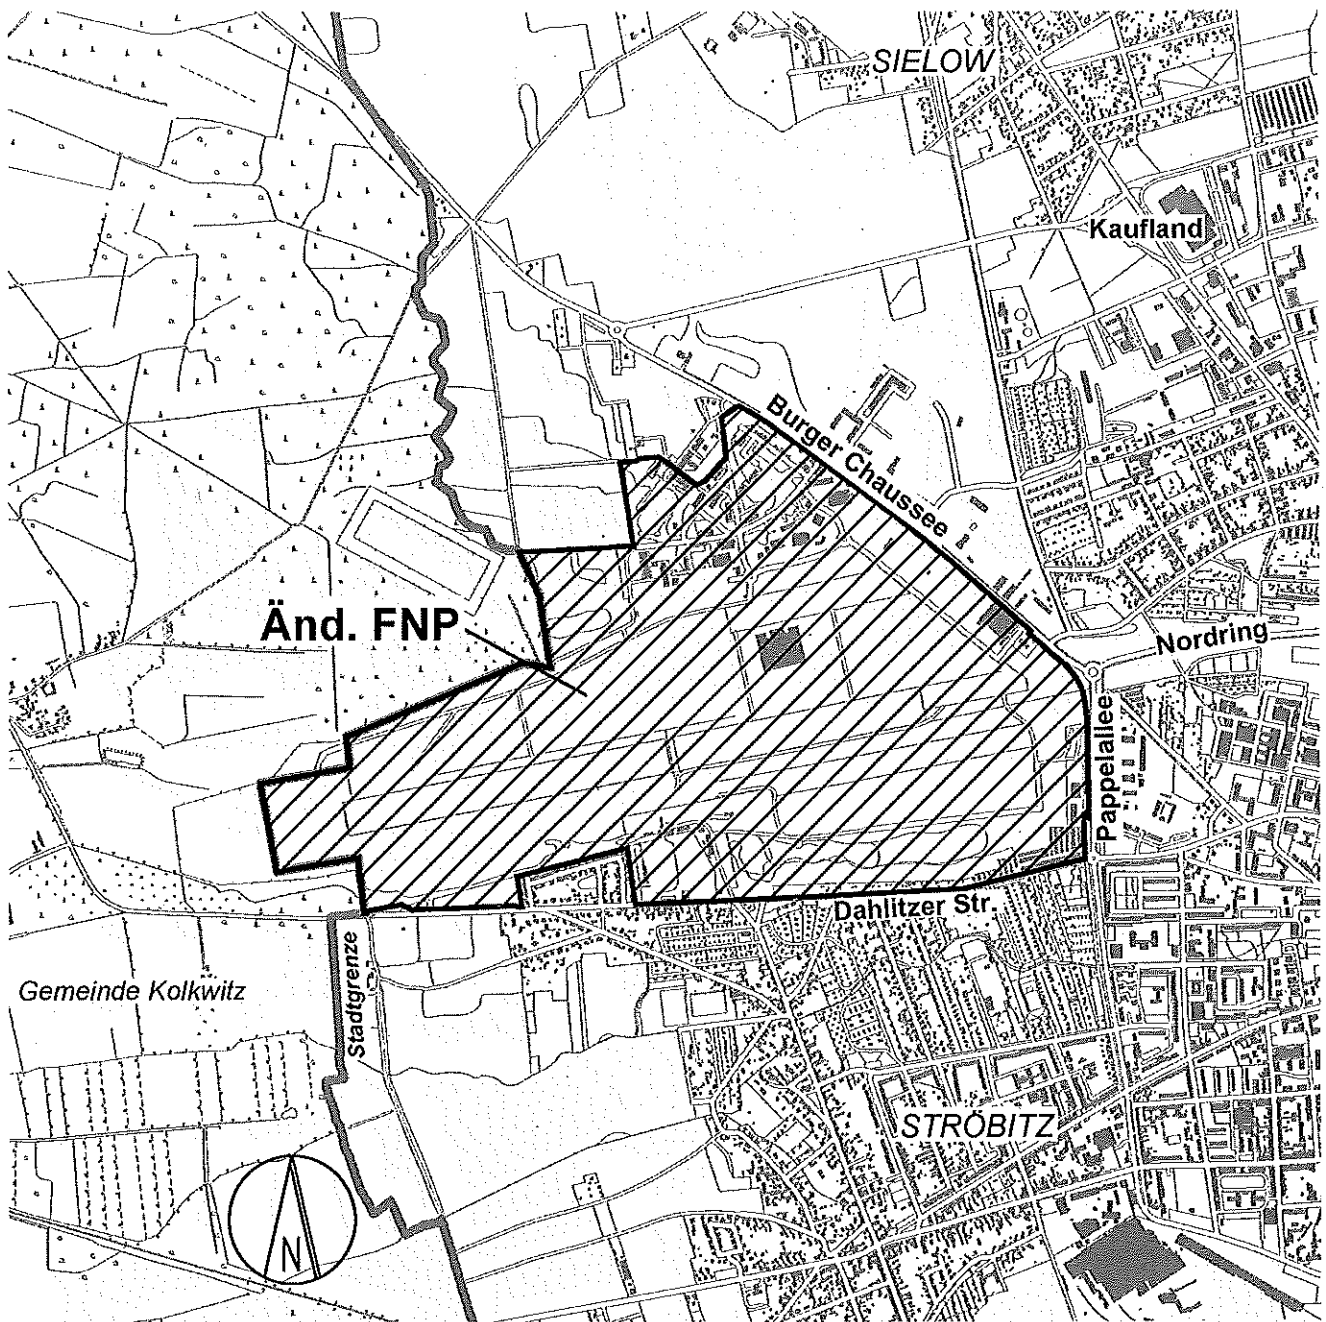 SIELOW
Kaufland
Burger Chaussee
Änd. FNP
Nordring
Pappelallee
Dahlitzer Str.
Stadtgrenze
Gemeinde Kolkwitz
STRÖBITZ
N